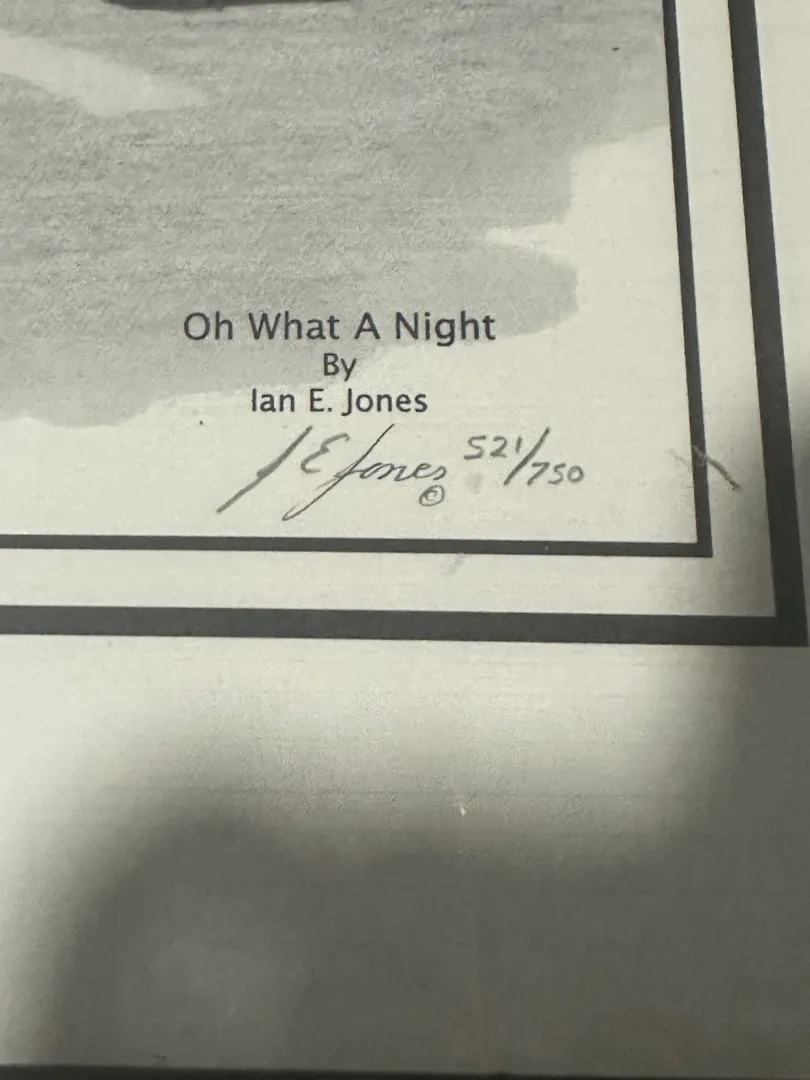 Oh What A Night
By
Ian E. Jones
I E Jones 521/750
©